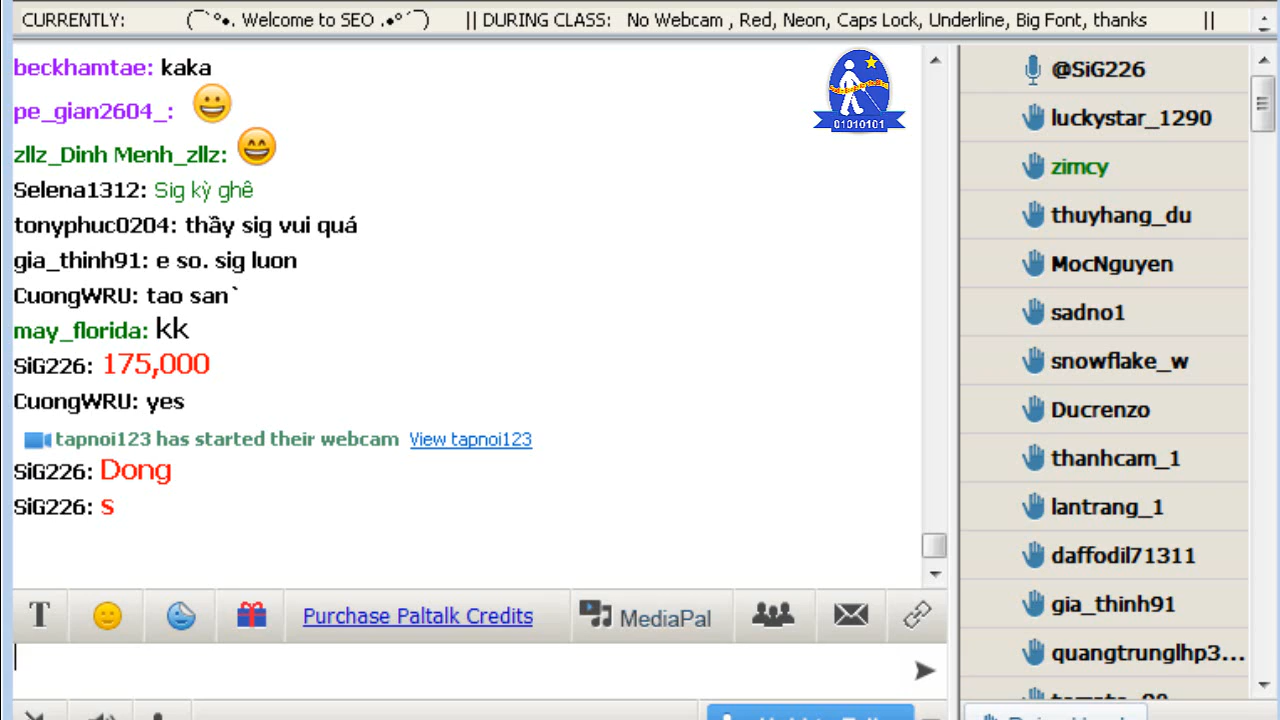 CURRENTLY: (¯`º•. Welcome to SEO .•º´¯) || DURING CLASS: No Webcam , Red, Neon, Caps Lock, Underline, Big Font, thanks ||
beckhamtae: kaka
pe_gian2604_:
zllz_Dinh Menh_zllz:
Selena1312: Sig kỳ ghê
tonyphuc0204: thầy sig vui quá
gia_thinh91: e so. sig luon
CuongWRU: tao san`
may_florida: kk
SiG226: 175,000
CuongWRU: yes
tapnoi123 has started their webcam View tapnoi123
SiG226: Dong
SiG226: s
01010101
@SiG226
luckystar_1290
zimcy
thuyhang_du
MocNguyen
sadno1
snowflake_w
Ducrenzo
thanhcam_1
lantrang_1
daffodil71311
gia_thinh91
quangtrunglhp3...
T Purchase Paltalk Credits MediaPal